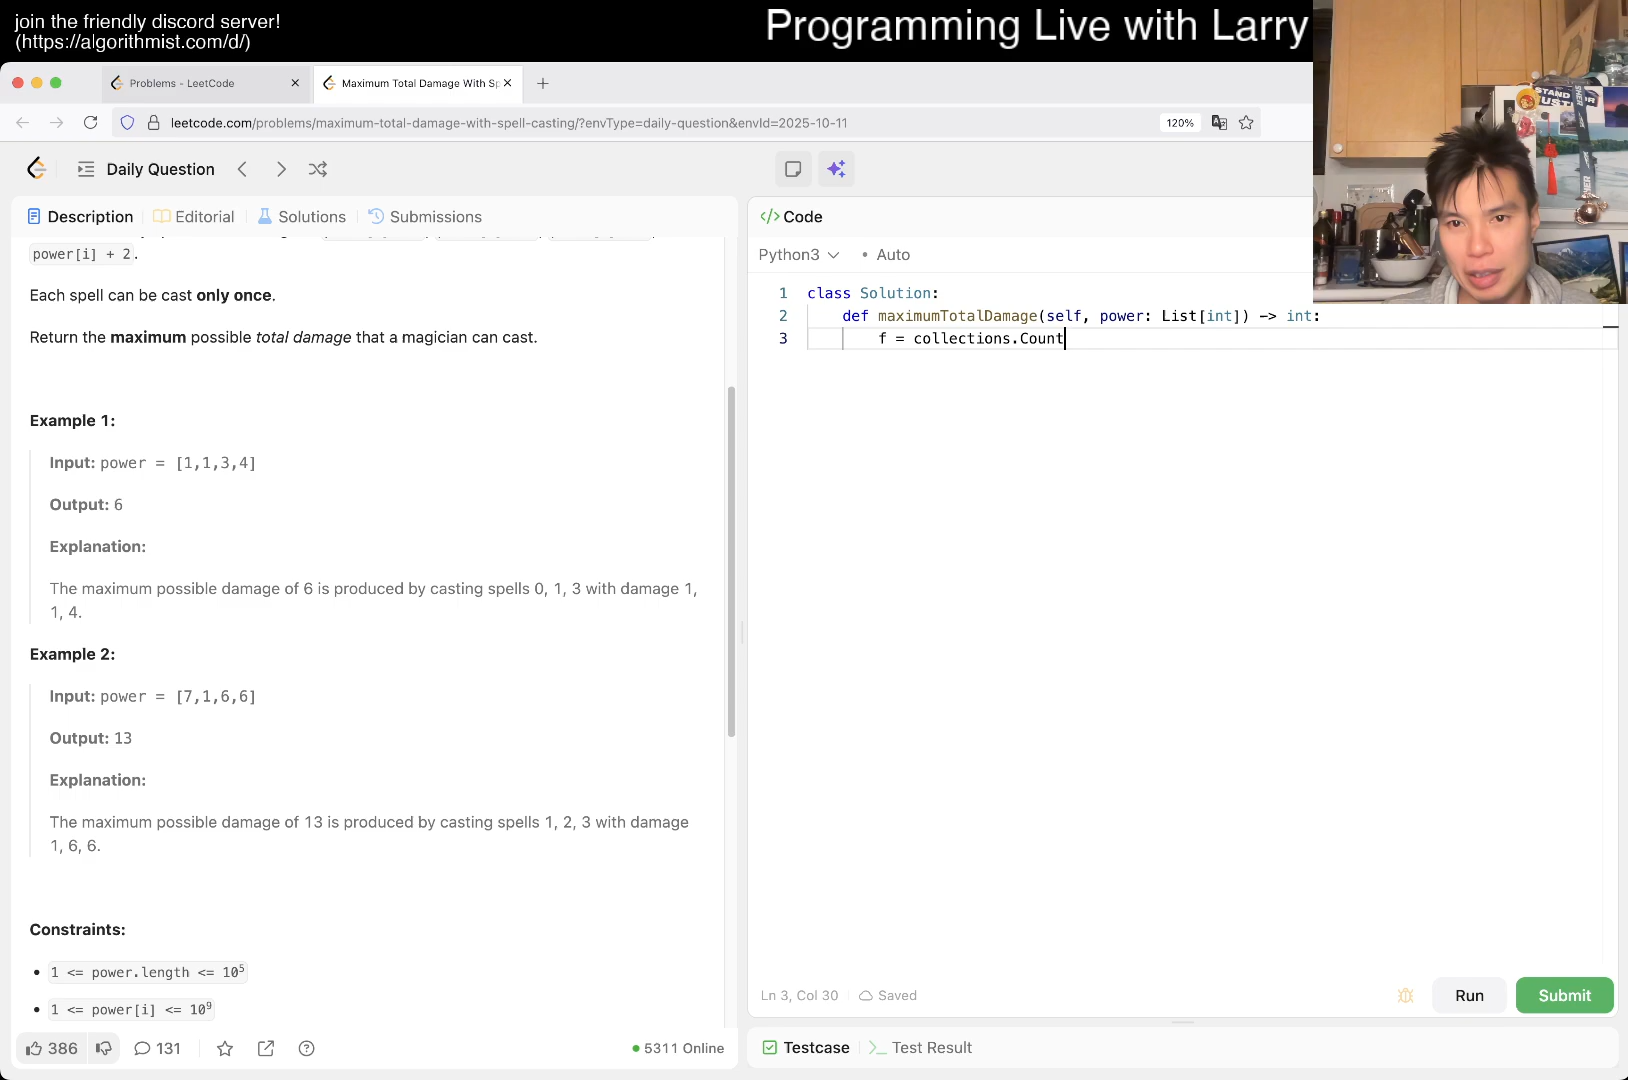 join the friendly discord server!
(https://algorithmist.com/d/)
Programming Live with Larry
Problems - LeetCode
Maximum Total Damage With Sp
leetcode.com/problems/maximum-total-damage-with-spell-casting/?envType=daily-question&envId=2025-10-11
120%
Daily Question
Description
Editorial
Solutions
Submissions
power[i] + 2.
Each spell can be cast only once.
Return the maximum possible total damage that a magician can cast.
Example 1:
Input: power = [1,1,3,4]
Output: 6
Explanation:
The maximum possible damage of 6 is produced by casting spells 0, 1, 3 with damage 1,
1, 4.
Example 2:
Input: power = [7,1,6,6]
Output: 13
Explanation:
The maximum possible damage of 13 is produced by casting spells 1, 2, 3 with damage
1, 6, 6.
Constraints:
• 1 <= power.length <= 10⁵
• 1 <= power[i] <= 10⁹
386
131
5311 Online
</> Code
Python3
• Auto
1 class Solution:
2 def maximumTotalDamage(self, power: List[int]) -> int:
3 f = collections.Count
Ln 3, Col 30
Saved
Run
Submit
Testcase
Test Result